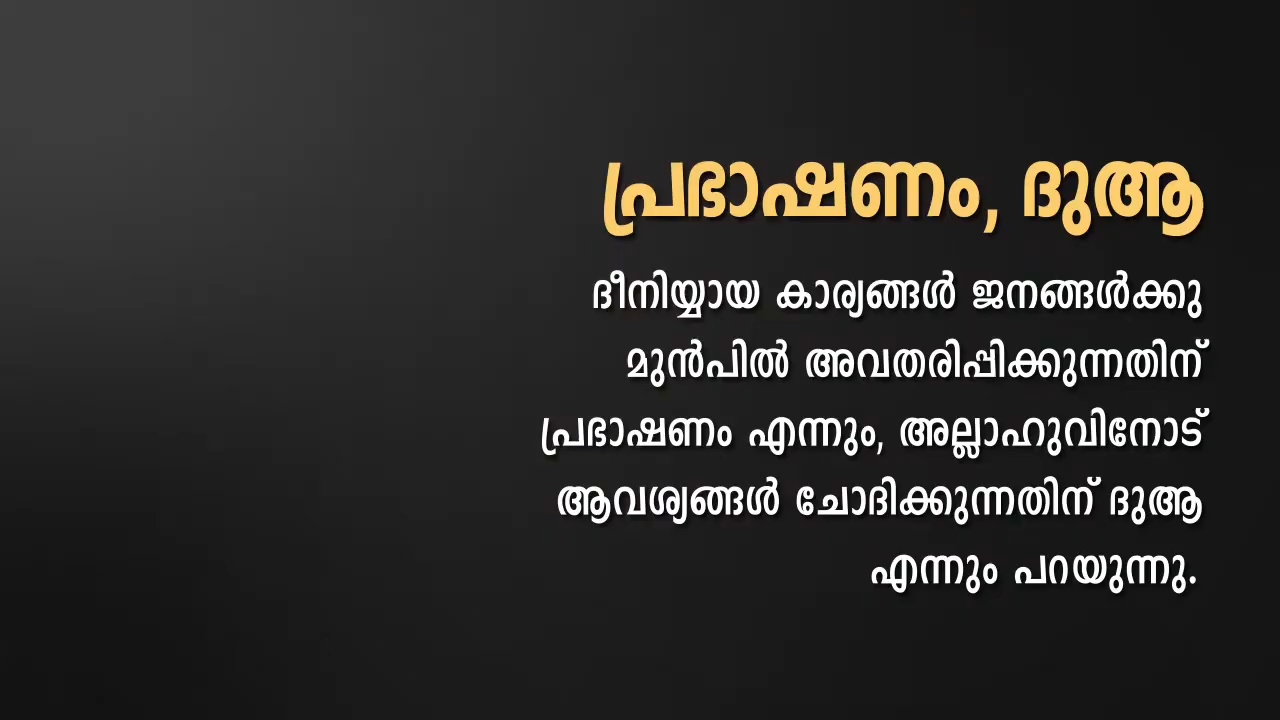 പ്രഭാഷണം, ദുആ
ദീനിയ്യായ കാര്യങ്ങൾ ജനങ്ങൾക്കു
മുൻപിൽ അവതരിപ്പിക്കുന്നതിന്
പ്രഭാഷണം എന്നും, അല്ലാഹുവിനോട്
ആവശ്യങ്ങൾ ചോദിക്കുന്നതിന് ദുആ
എന്നും പറയുന്നു.